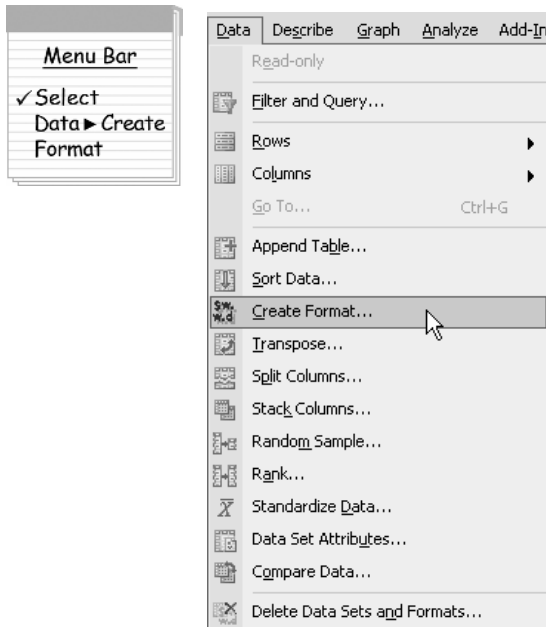 Menu Bar
✓ Select
Data ► Create
Format
Data Describe Graph Analyze Add-In
Read-only
Filter and Query...
Rows
Columns
Go To... Ctrl+G
Append Table...
Sort Data...
Create Format...
Transpose...
Split Columns...
Stack Columns...
Random Sample...
Rank...
Standardize Data...
Data Set Attributes...
Compare Data...
Delete Data Sets and Formats...